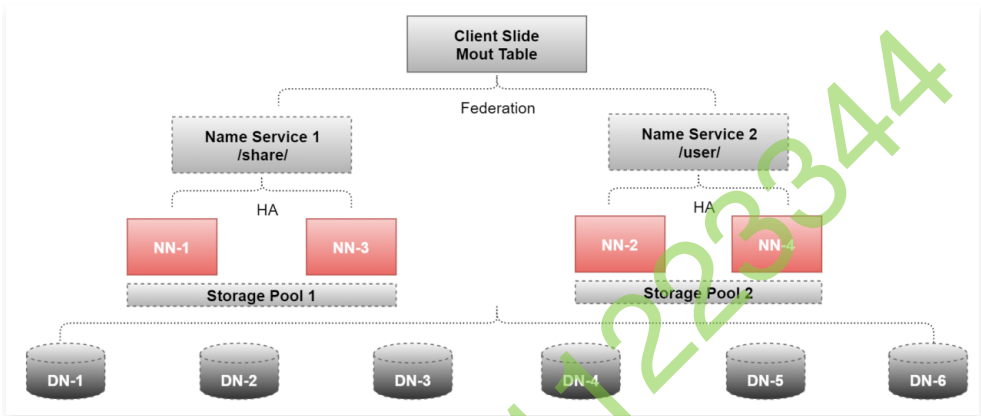 Client Slide
Mout Table
Federation
Name Service 1
/share/
Name Service 2
/user/
HA
HA
NN-1
NN-3
NN-2
NN-4
Storage Pool 1
Storage Pool 2
DN-1
DN-2
DN-3
DN-4
DN-5
DN-6
11223344